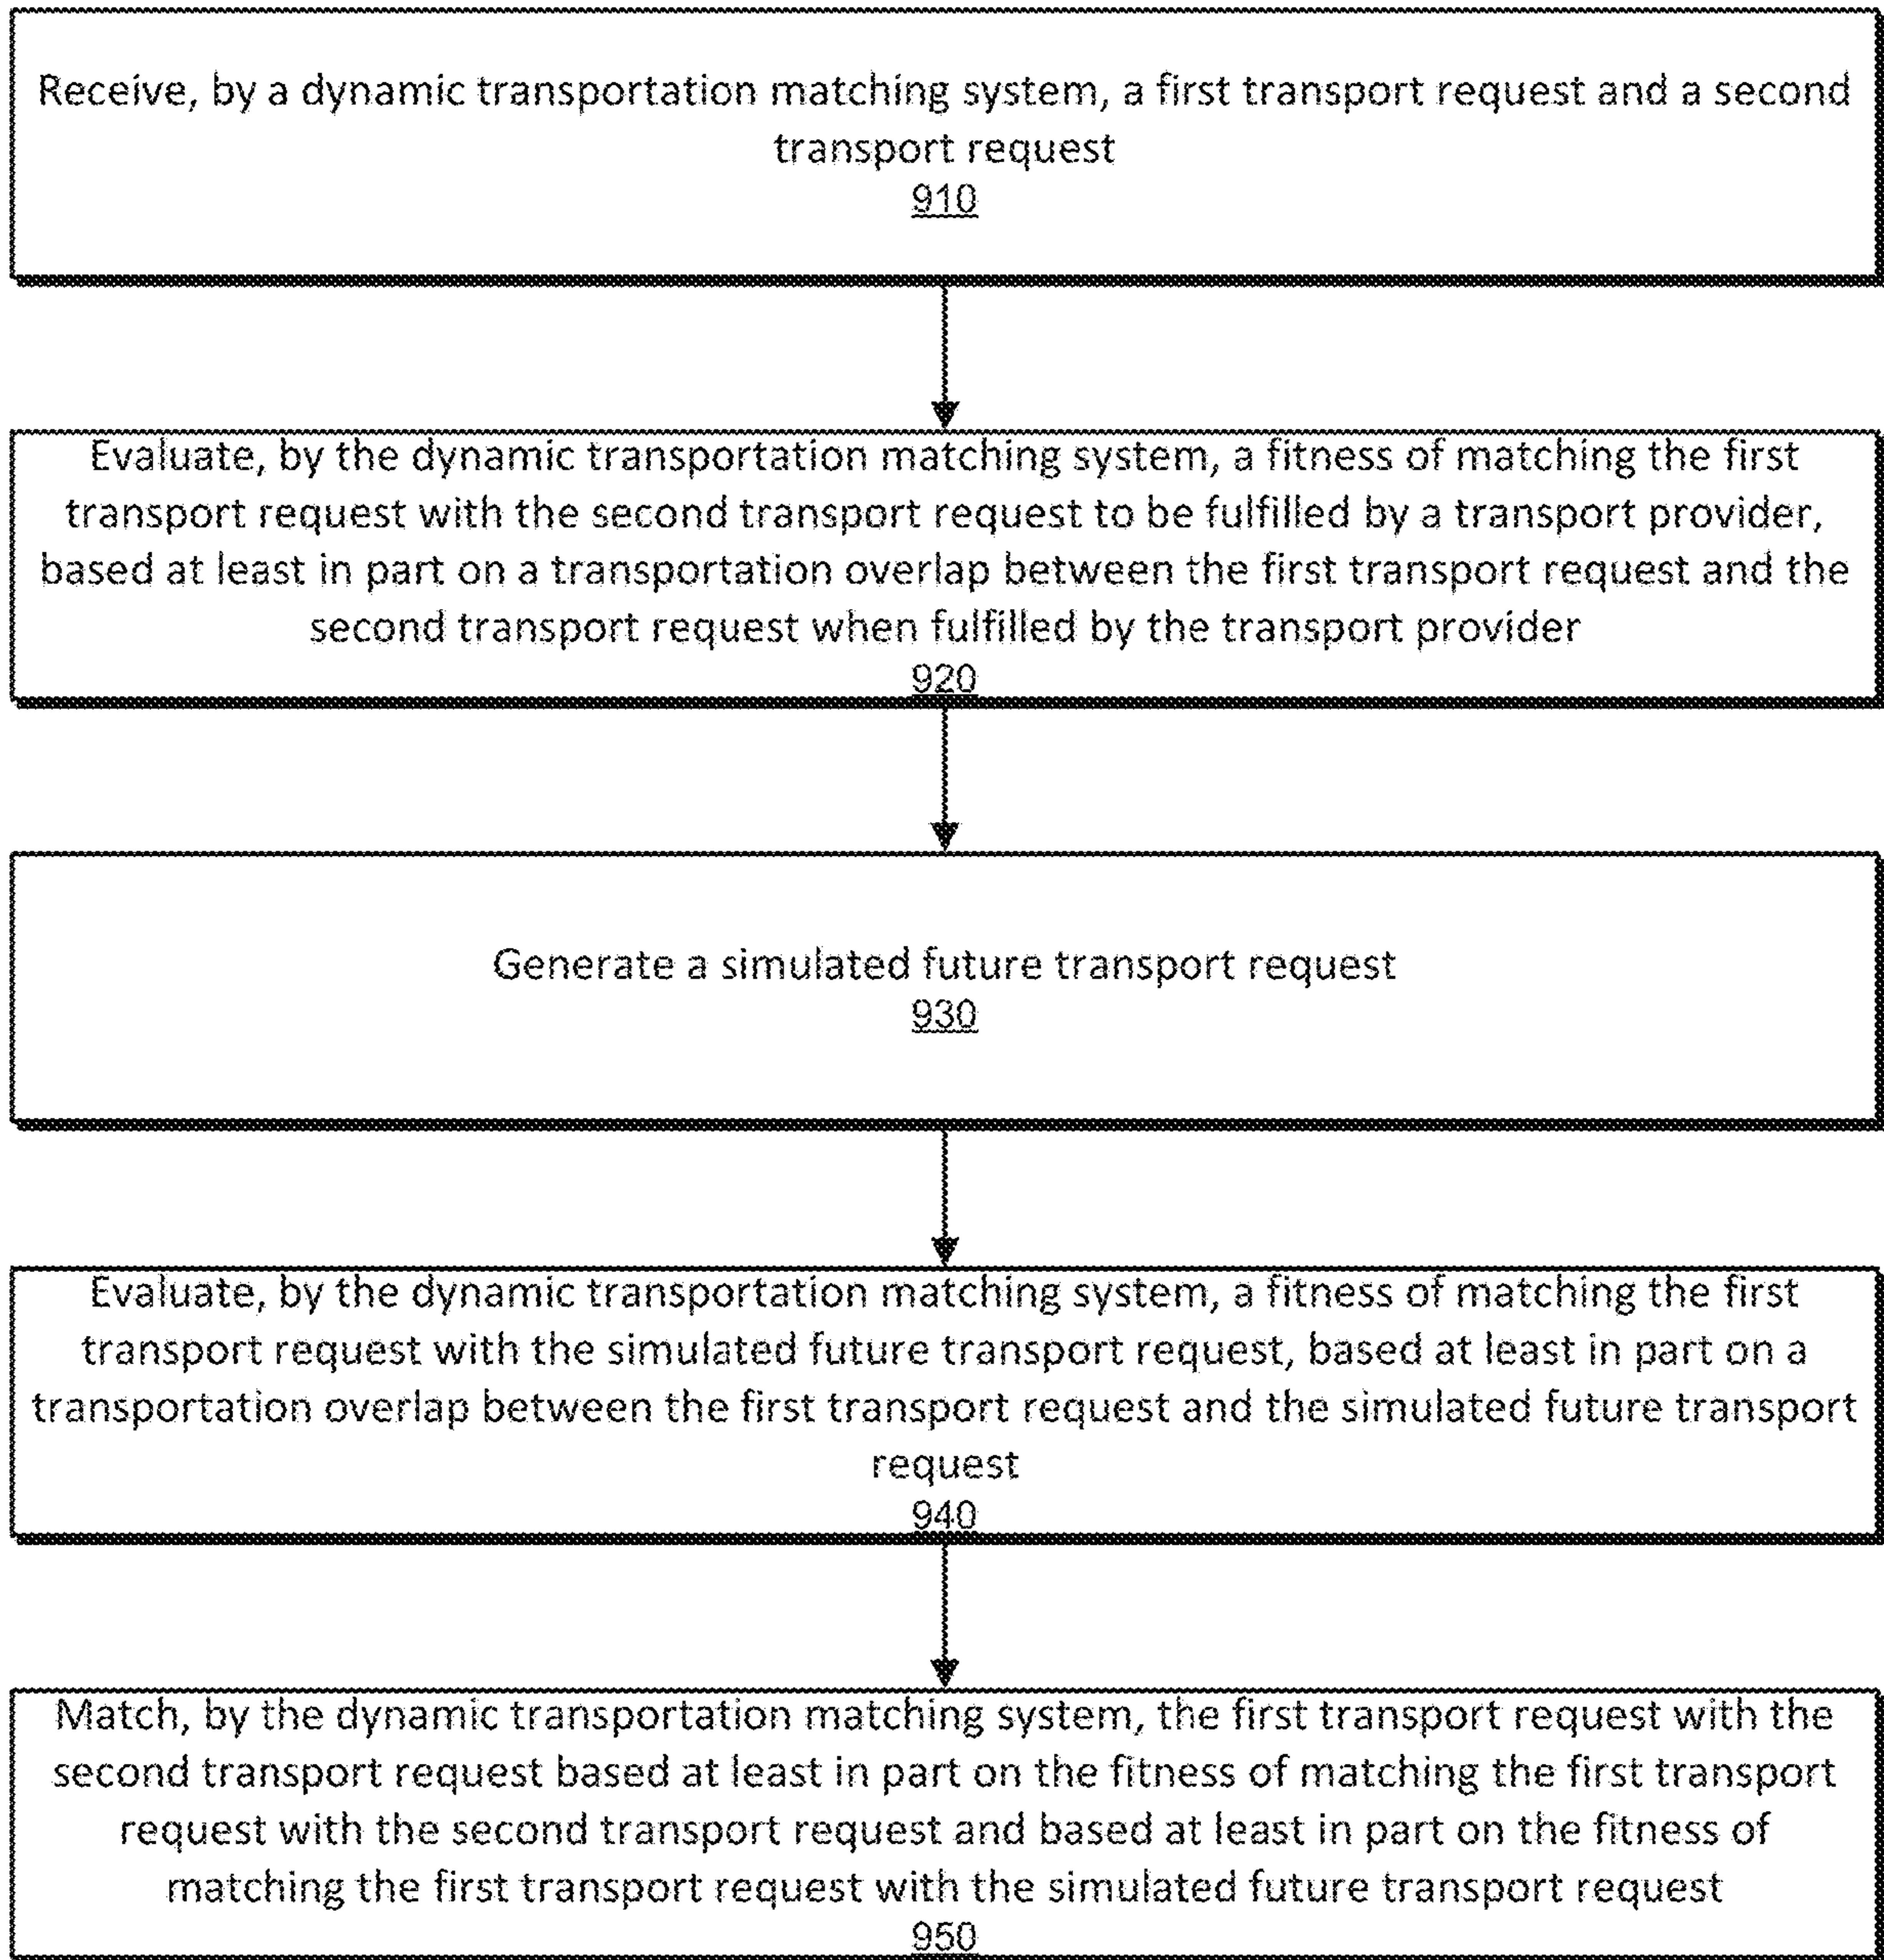 Receive, by a dynamic transportation matching system, a first transport request and a second
transport request
910
Evaluate, by the dynamic transportation matching system, a fitness of matching the first
transport request with the second transport request to be fulfilled by a transport provider,
based at least in part on a transportation overlap between the first transport request and the
second transport request when fulfilled by the transport provider
920
Generate a simulated future transport request
930
Evaluate, by the dynamic transportation matching system, a fitness of matching the first
transport request with the simulated future transport request, based at least in part on a
transportation overlap between the first transport request and the simulated future transport
request
940
Match, by the dynamic transportation matching system, the first transport request with the
second transport request based at least in part on the fitness of matching the first transport
request with the second transport request and based at least in part on the fitness of
matching the first transport request with the simulated future transport request
950